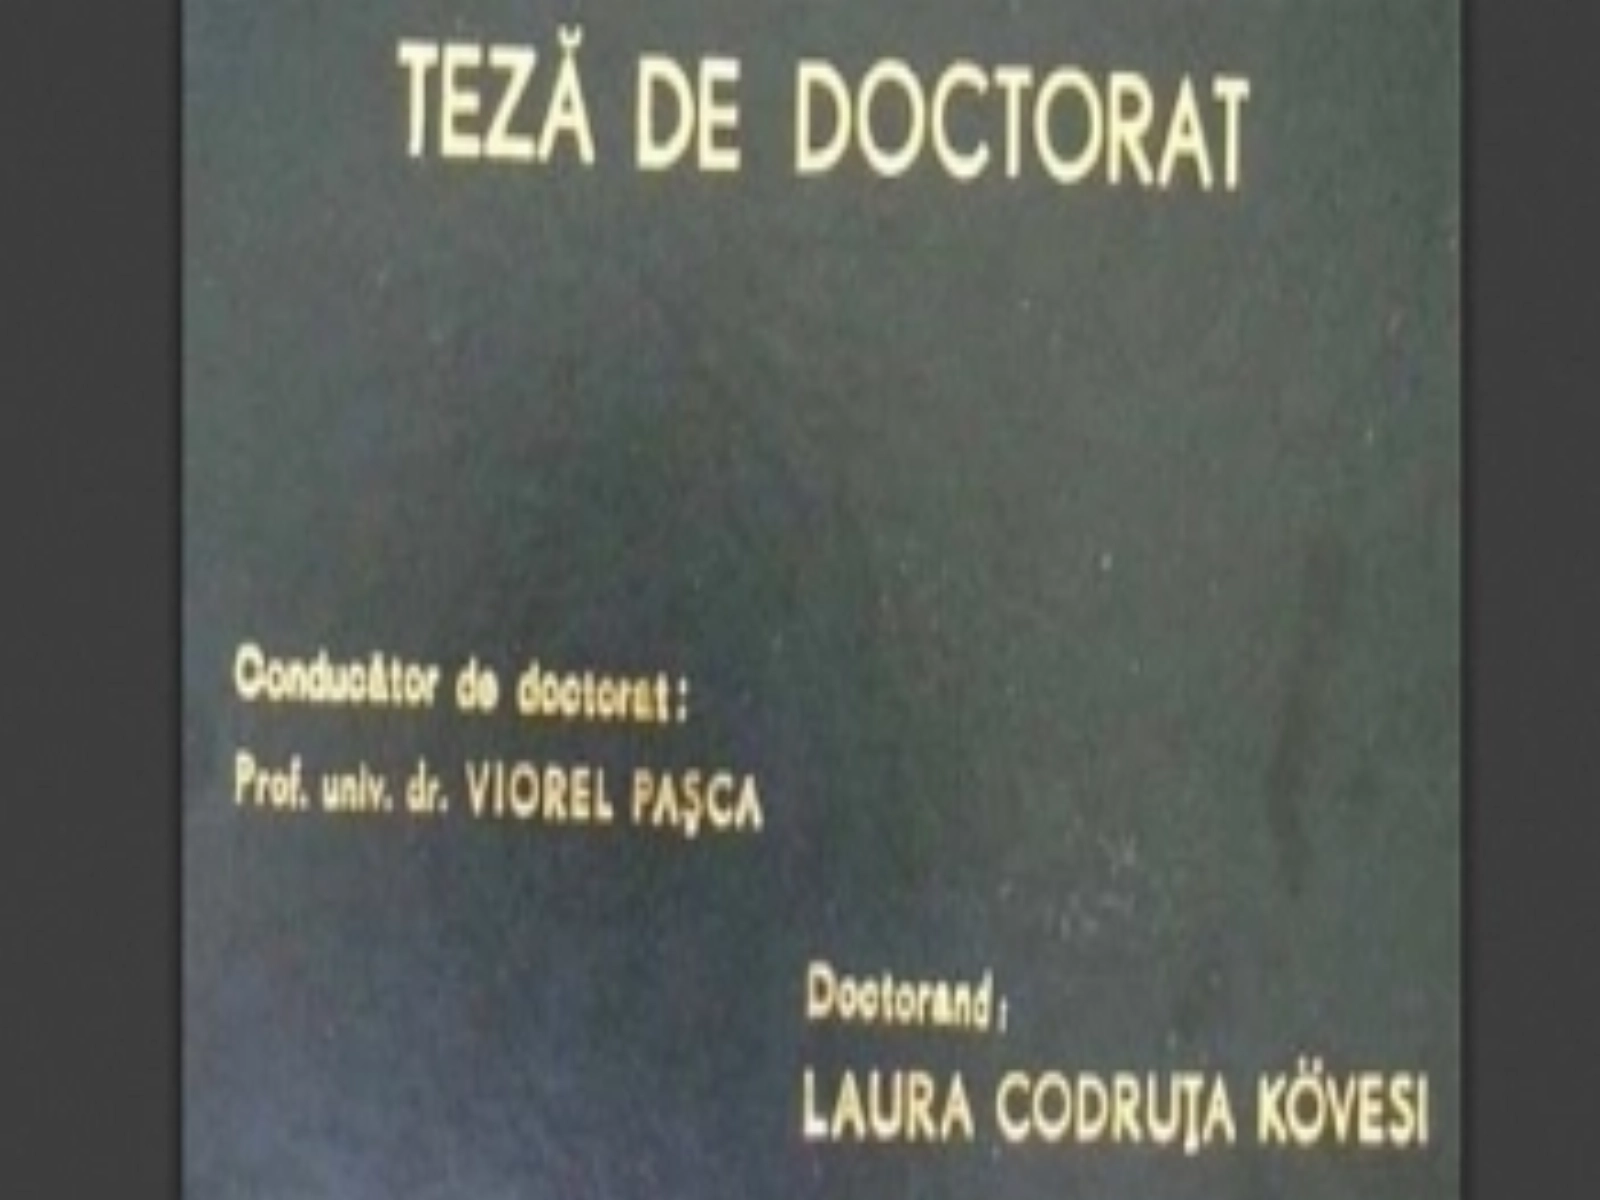 TEZĂ DE DOCTORAT
Conducător de doctorat:
Prof. univ. dr. VIOREL PAŞCA
Doctorand:
LAURA CODRUŢA KÖVESI